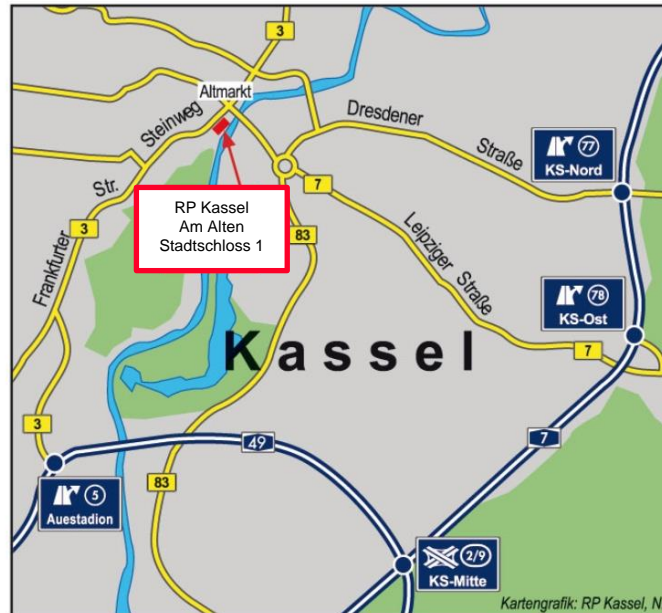 3
Altmarkt
Steinweg
Dresdener
Straße
77
KS-Nord
Str.
Frankfurter
3
7
83
RP Kassel
Am Alten
Stadtschloss 1
Leipziger Straße
78
KS-Ost
Kassel
7
3
49
7
83
5
Auestadion
2/9
KS-Mitte
Kartengrafik: RP Kassel, N